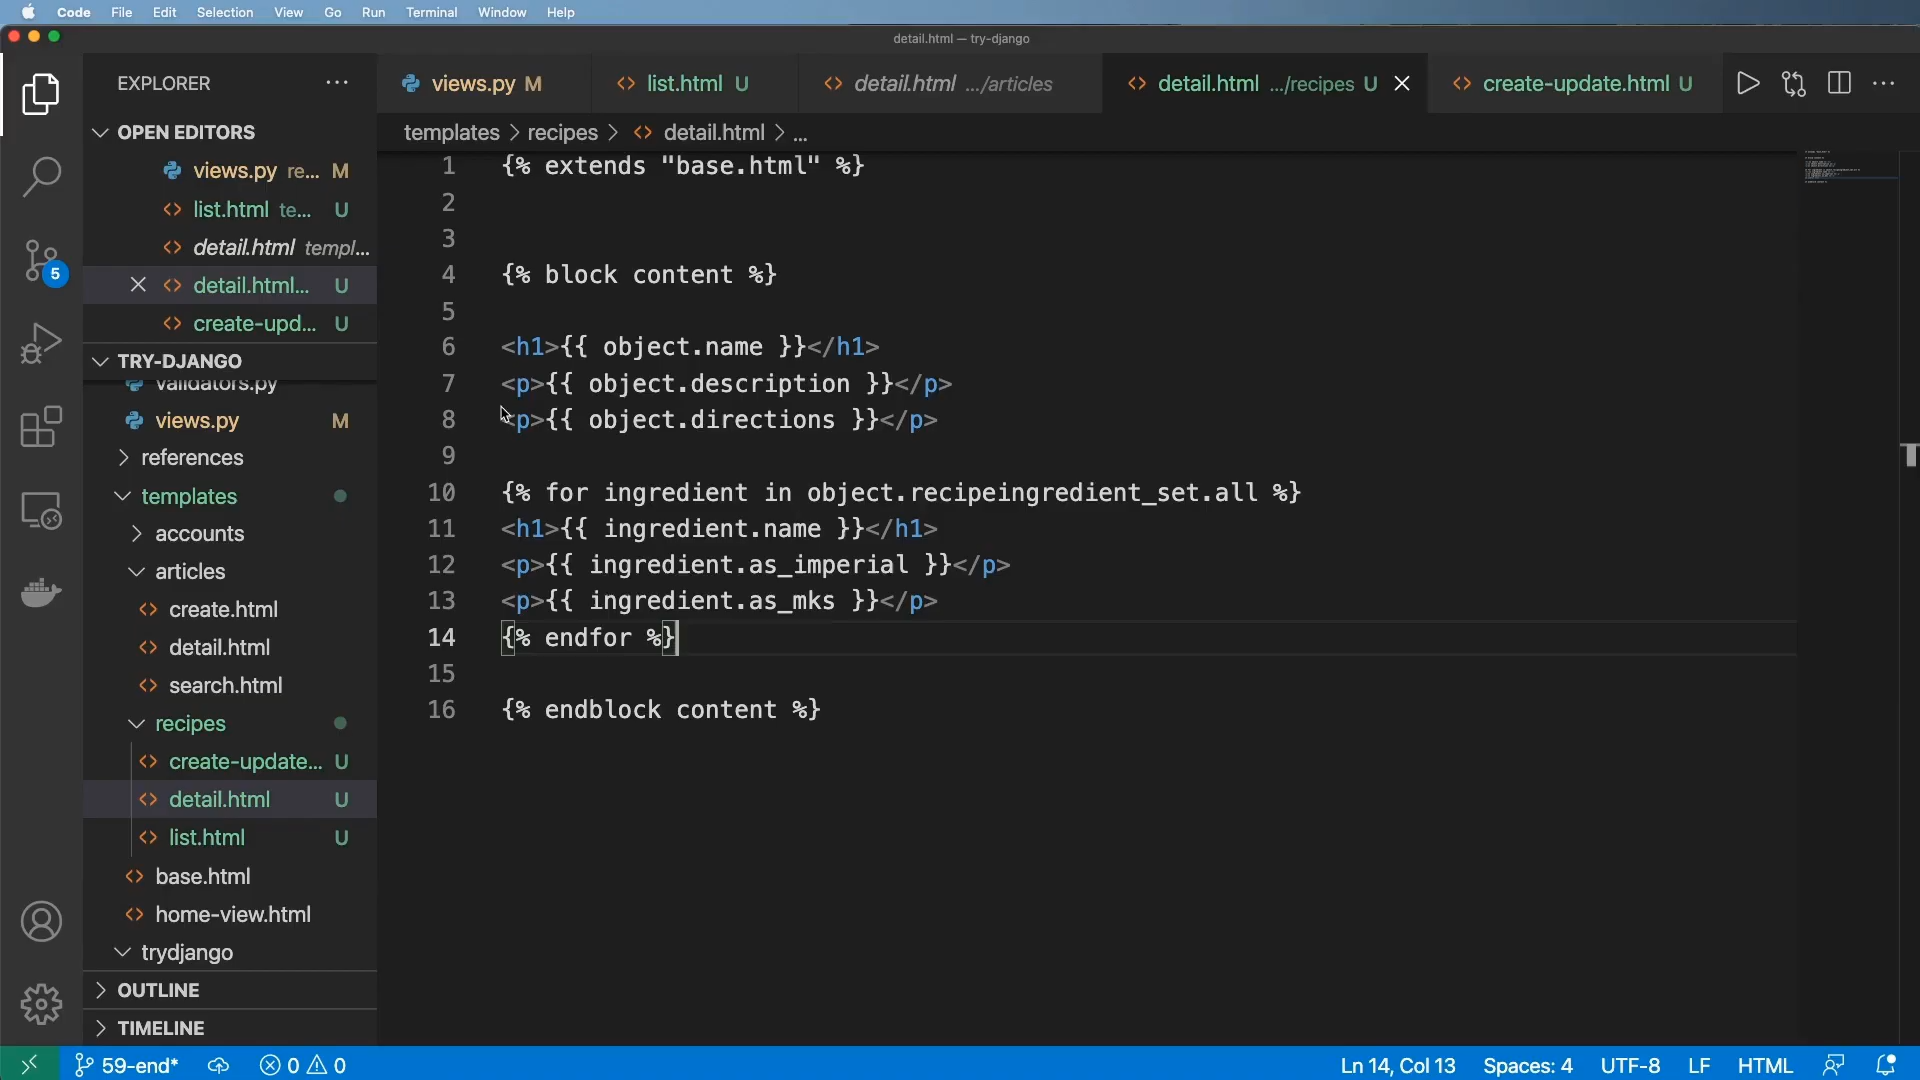 Code File Edit Selection View Go Run Terminal Window Help
detail.html — try-django
EXPLORER
views.py M
list.html U
detail.html .../articles
detail.html .../recipes U
create-update.html U
OPEN EDITORS
templates > recipes > detail.html > ...
views.py re... M
list.html te... U
detail.html templ...
detail.html... U
create-upd... U
TRY-DJANGO
validators.py
views.py M
references
templates
accounts
articles
create.html
detail.html
search.html
recipes
create-update... U
detail.html U
list.html U
base.html
home-view.html
trydjango
OUTLINE
TIMELINE
1 {% extends "base.html" %}
2
3
4 {% block content %}
5
6 <h1>{{ object.name }}</h1>
7 <p>{{ object.description }}</p>
8 <p>{{ object.directions }}</p>
9
10 {% for ingredient in object.recipeingredient_set.all %}
11 <h1>{{ ingredient.name }}</h1>
12 <p>{{ ingredient.as_imperial }}</p>
13 <p>{{ ingredient.as_mks }}</p>
14 {% endfor %}
15
16 {% endblock content %}
5
59-end* 0 0 Ln 14, Col 13 Spaces: 4 UTF-8 LF HTML